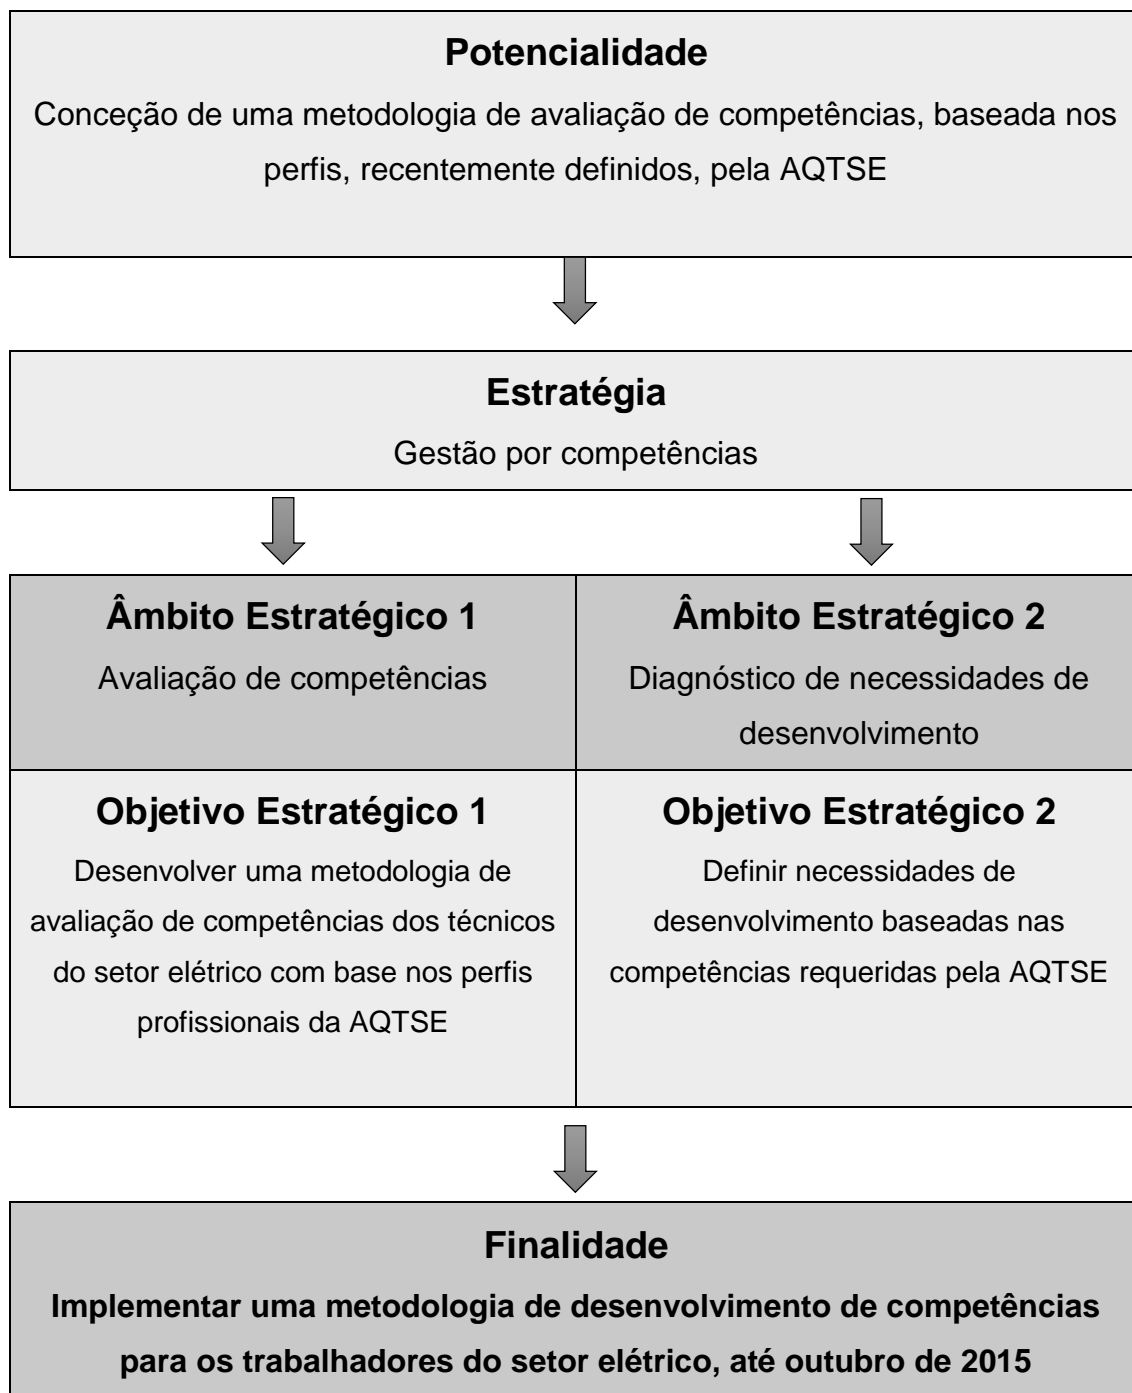 Potencialidade
Conceção de uma metodologia de avaliação de competências, baseada nos
perfis, recentemente definidos, pela AQTSE
Estratégia
Gestão por competências
Âmbito Estratégico 1
Avaliação de competências
Âmbito Estratégico 2
Diagnóstico de necessidades de
desenvolvimento
Objetivo Estratégico 1
Desenvolver uma metodologia de
avaliação de competências dos técnicos
do setor elétrico com base nos perfis
profissionais da AQTSE
Objetivo Estratégico 2
Definir necessidades de
desenvolvimento baseadas nas
competências requeridas pela AQTSE
Finalidade
Implementar uma metodologia de desenvolvimento de competências
para os trabalhadores do setor elétrico, até outubro de 2015